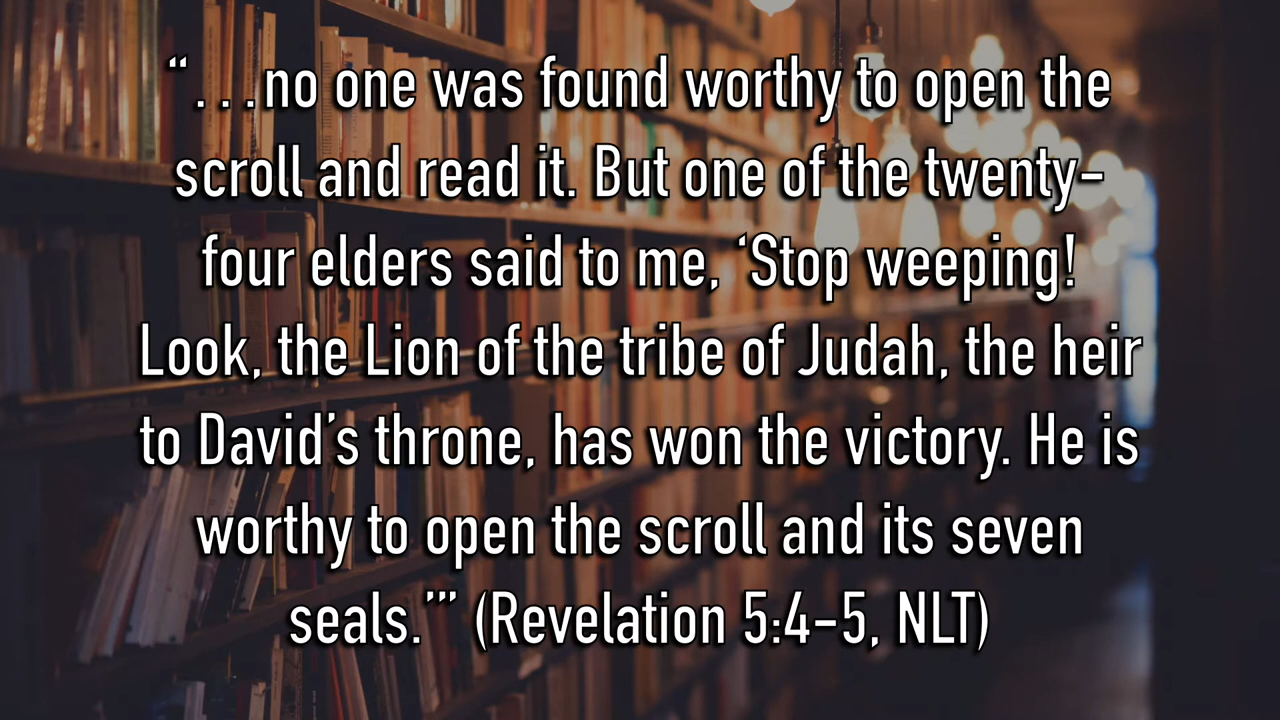 “. . .no one was found worthy to open the
scroll and read it. But one of the twenty-
four elders said to me, ‘Stop weeping!
Look, the Lion of the tribe of Judah, the heir
to David’s throne, has won the victory. He is
worthy to open the scroll and its seven
seals.’” (Revelation 5:4-5, NLT)